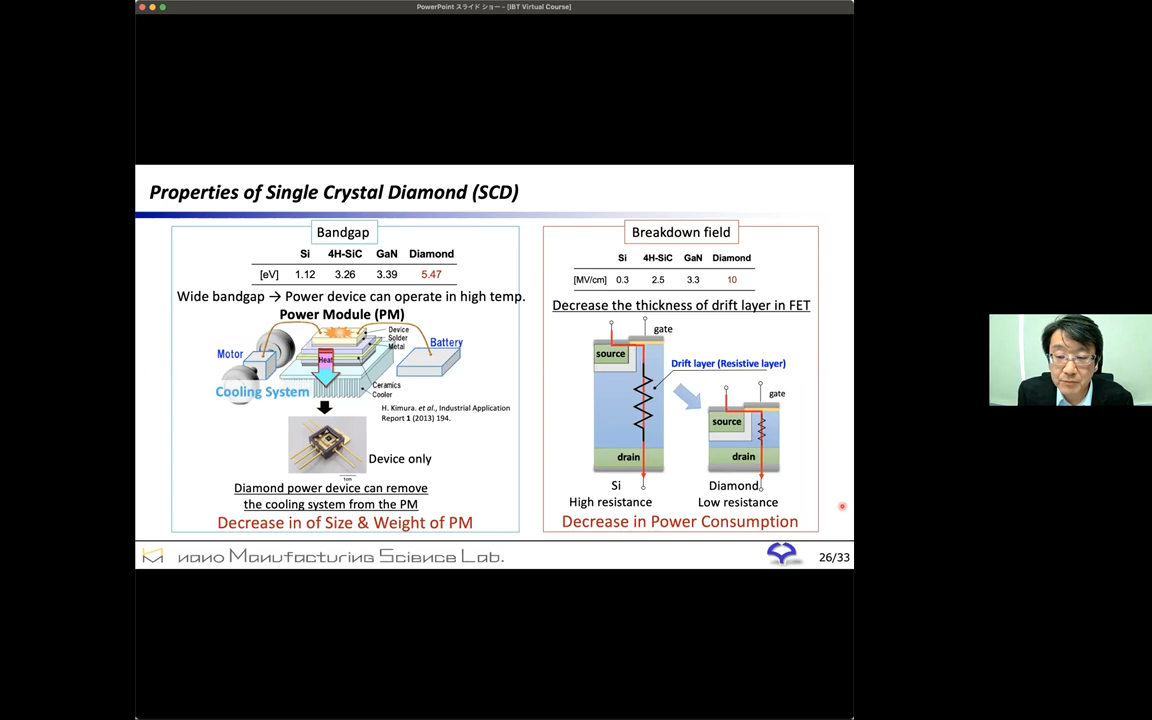 PowerPoint スライド ショー - [IBT Virtual Course]
Properties of Single Crystal Diamond (SCD)
Bandgap
Si 4H-SiC GaN Diamond
[eV] 1.12 3.26 3.39 5.47
Wide bandgap → Power device can operate in high temp.
Power Module (PM)
Device
Solder
Metal
Motor
Battery
Heat
Cooling System
Ceramics
Cooler
H. Kimura. et al., Industrial Application
Report 1 (2013) 194.
Device only
1cm
Diamond power device can remove
the cooling system from the PM
Decrease in of Size & Weight of PM
Breakdown field
Si 4H-SiC GaN Diamond
[MV/cm] 0.3 2.5 3.3 10
Decrease the thickness of drift layer in FET
gate
source
Drift layer (Resistive layer)
gate
source
drain
drain
Si
Diamond
High resistance
Low resistance
Decrease in Power Consumption
nano Manufacturing Science Lab.
26/33